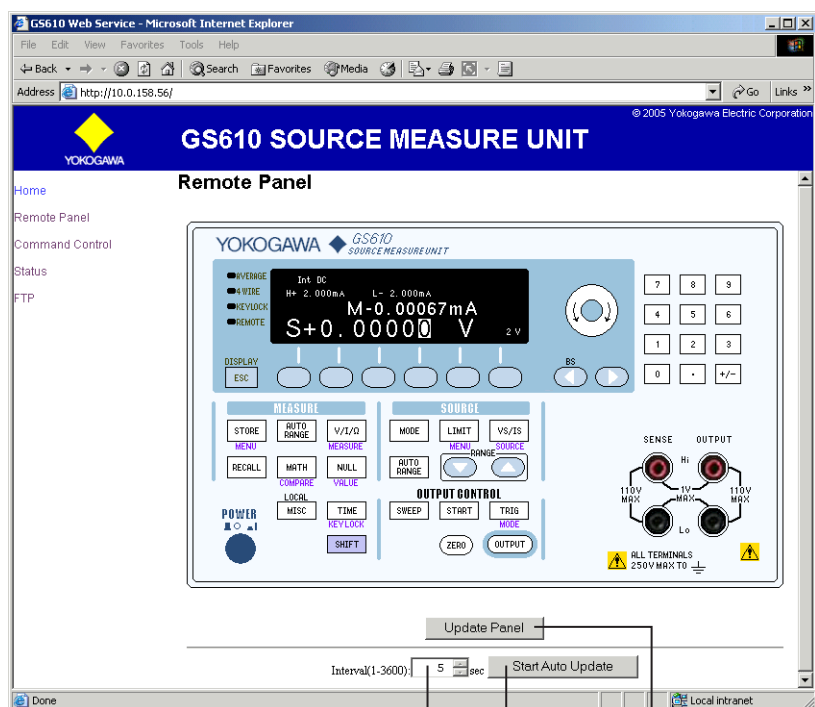 GS610 Web Service - Microsoft Internet Explorer
File Edit View Favorites Tools Help
Back Search Favorites Media
Address http://10.0.158.56/ Go Links »
© 2005 Yokogawa Electric Corporation
YOKOGAWA
GS610 SOURCE MEASURE UNIT
Home
Remote Panel
Command Control
Status
FTP
Remote Panel
YOKOGAWA GS610
SOURCE MEASURE UNIT
AVERAGE
4 WIRE
KEYLOCK
REMOTE
Int DC
H+ 2.000mA L- 2.000mA
M-0.00067mA
S+0.00000 V 2 V
7 8 9
4 5 6
1 2 3
0 . +/-
DISPLAY
ESC
BS
MEASURE
STORE AUTO RANGE V/I/Ω
MENU MEASURE
RECALL MATH NULL
COMPARE VALUE
LOCAL
MISC TIME
KEYLOCK
SHIFT
POWER
SOURCE
MODE LIMIT VS/IS
MENU SOURCE
RANGE
AUTO RANGE
OUTPUT CONTROL
SWEEP START TRIG
MODE
ZERO OUTPUT
SENSE OUTPUT
Hi
110V MAX 1V MAX 110V MAX
Lo
ALL TERMINALS
250V MAX TO
Update Panel
Interval(1-3600): 5 sec Start Auto Update
Done Local intranet